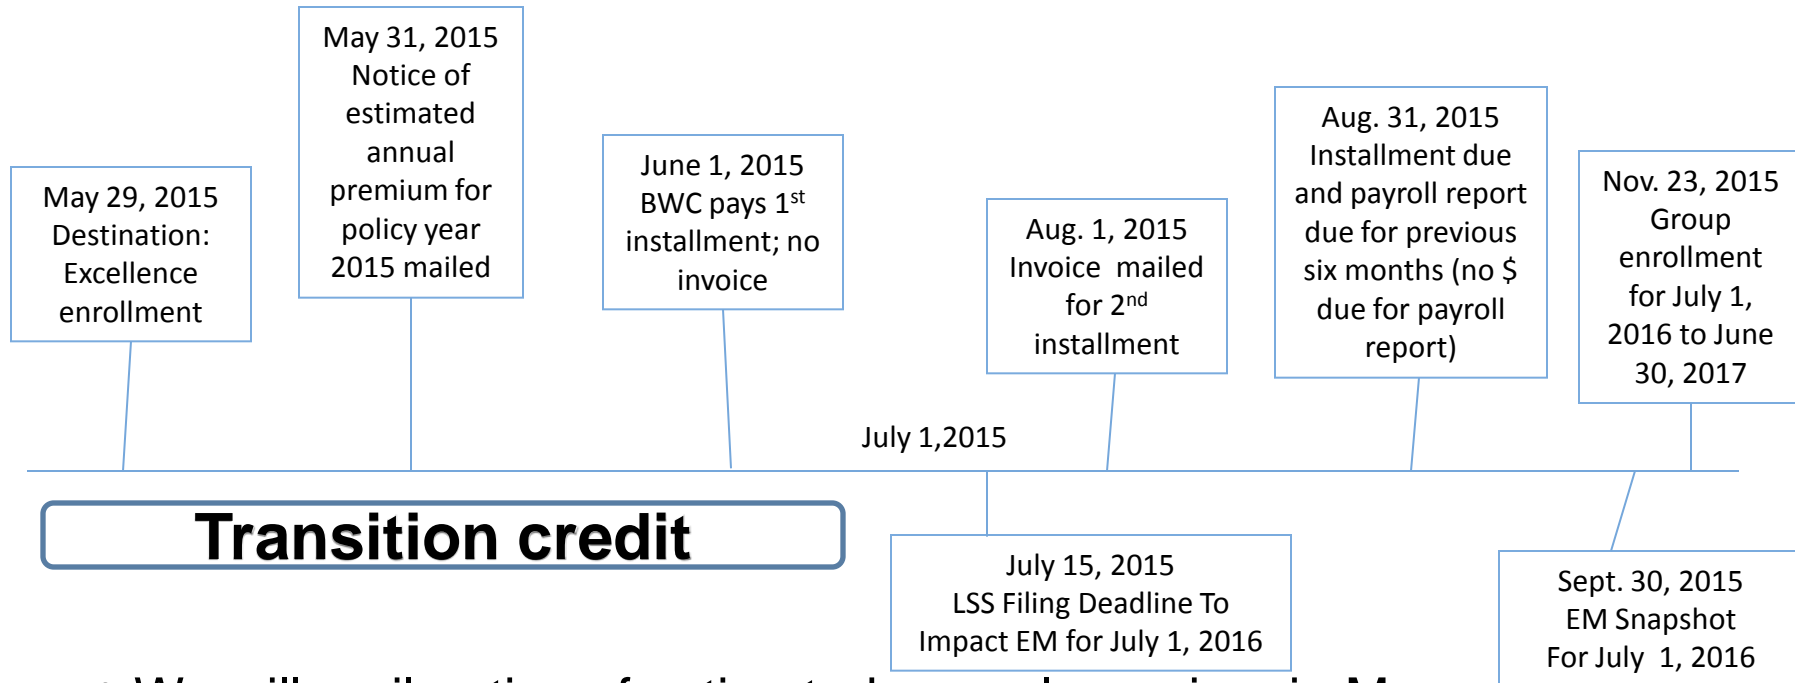 May 29, 2015
Destination:
Excellence
enrollment
May 31, 2015
Notice of
estimated
annual
premium for
policy year
2015 mailed
June 1, 2015
BWC pays 1st
installment; no
invoice
July 1,2015
Aug. 1, 2015
Invoice mailed
for 2nd
installment
Aug. 31, 2015
Installment due
and payroll report
due for previous
six months (no $
due for payroll
report)
Nov. 23, 2015
Group
enrollment
for July 1,
2016 to June
30, 2017
Transition credit
July 15, 2015
LSS Filing Deadline To
Impact EM for July 1, 2016
Sept. 30, 2015
EM Snapshot
For July 1, 2016